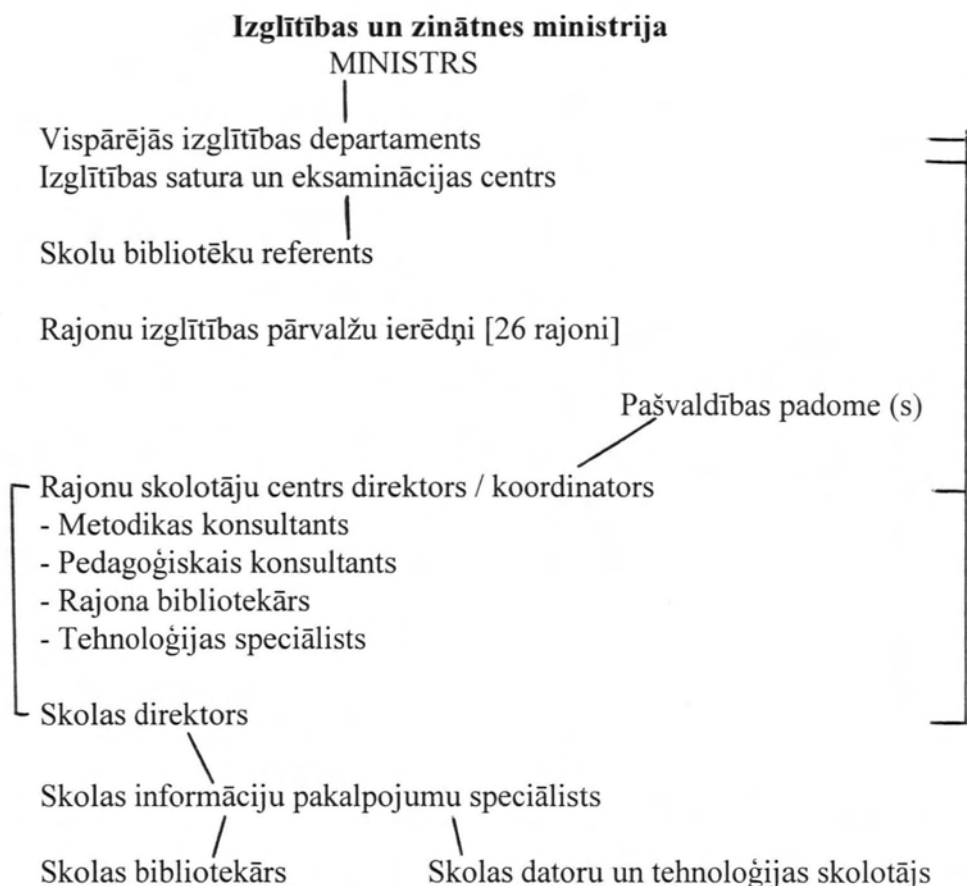 Izglītības un zinātnes ministrija
MINISTRS
Vispārējās izglītības departaments
Izglītības satura un eksaminācijas centrs
Skolu bibliotēku referents
Rajonu izglītības pārvalžu ierēdņi [26 rajoni]
Pašvaldības padome (s)
Rajonu skolotāju centrs direktors / koordinators
- Metodikas konsultants
- Pedagoģiskais konsultants
- Rajona bibliotekārs
- Tehnoloģijas speciālists
Skolas direktors
Skolas informāciju pakalpojumu speciālists
Skolas bibliotekārs Skolas datoru un tehnoloģijas skolotājs